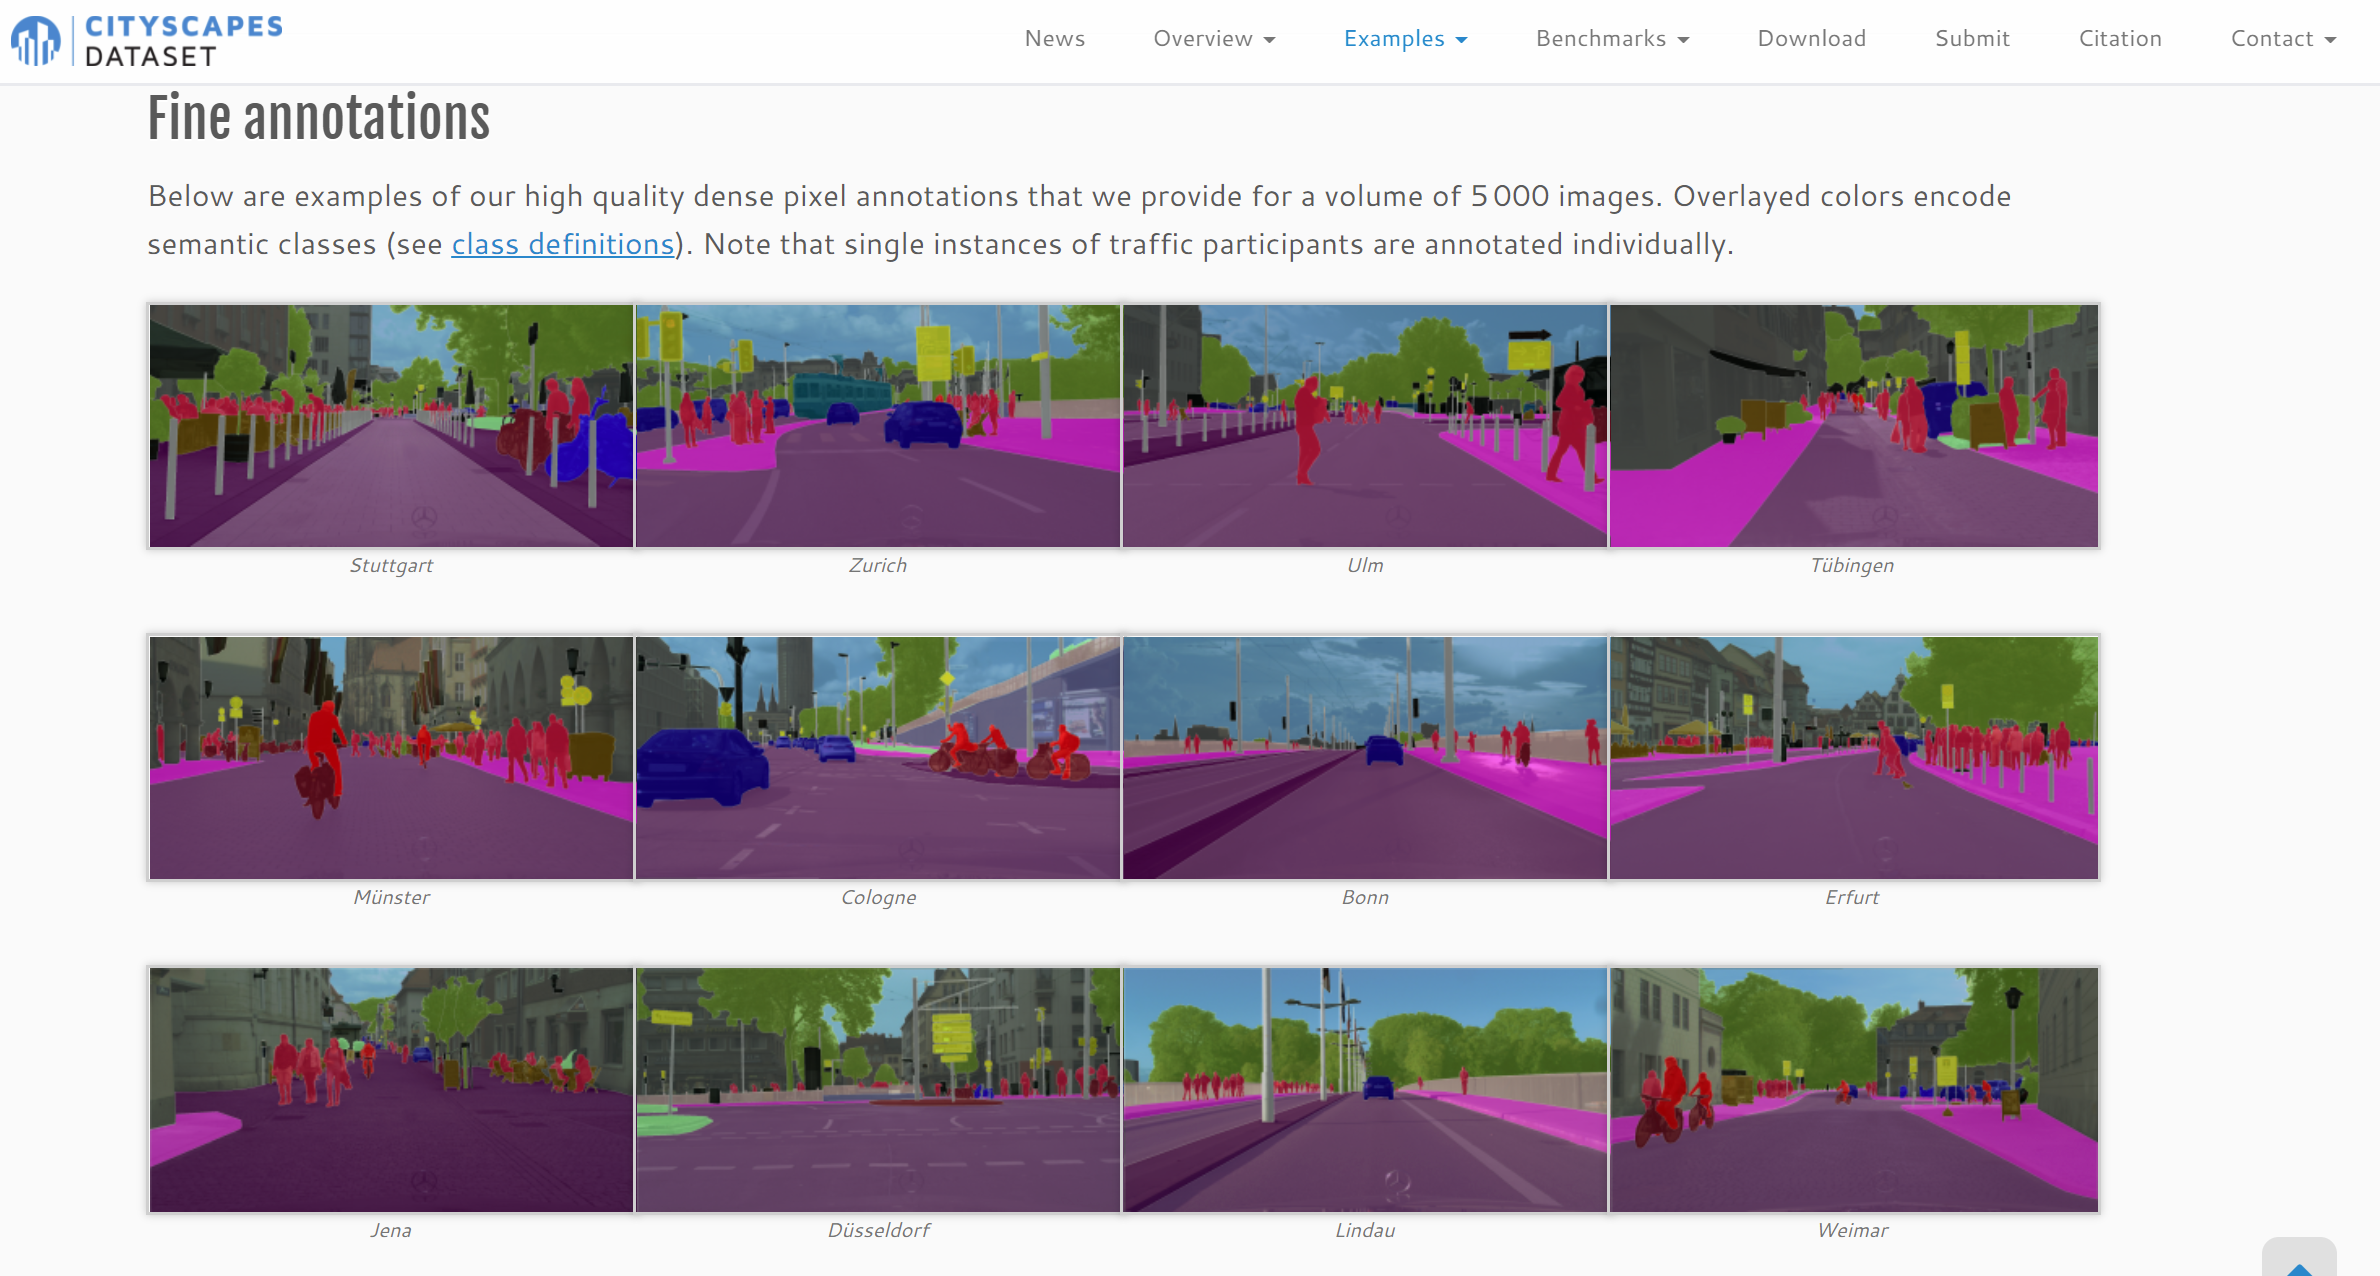 CITYSCAPES
DATASET
News Overview Examples Benchmarks Download Submit Citation Contact
Fine annotations
Below are examples of our high quality dense pixel annotations that we provide for a volume of 5 000 images. Overlayed colors encode
semantic classes (see class definitions). Note that single instances of traffic participants are annotated individually.
Stuttgart Zurich Ulm Tübingen
Münster Cologne Bonn Erfurt
Jena Düsseldorf Lindau Weimar